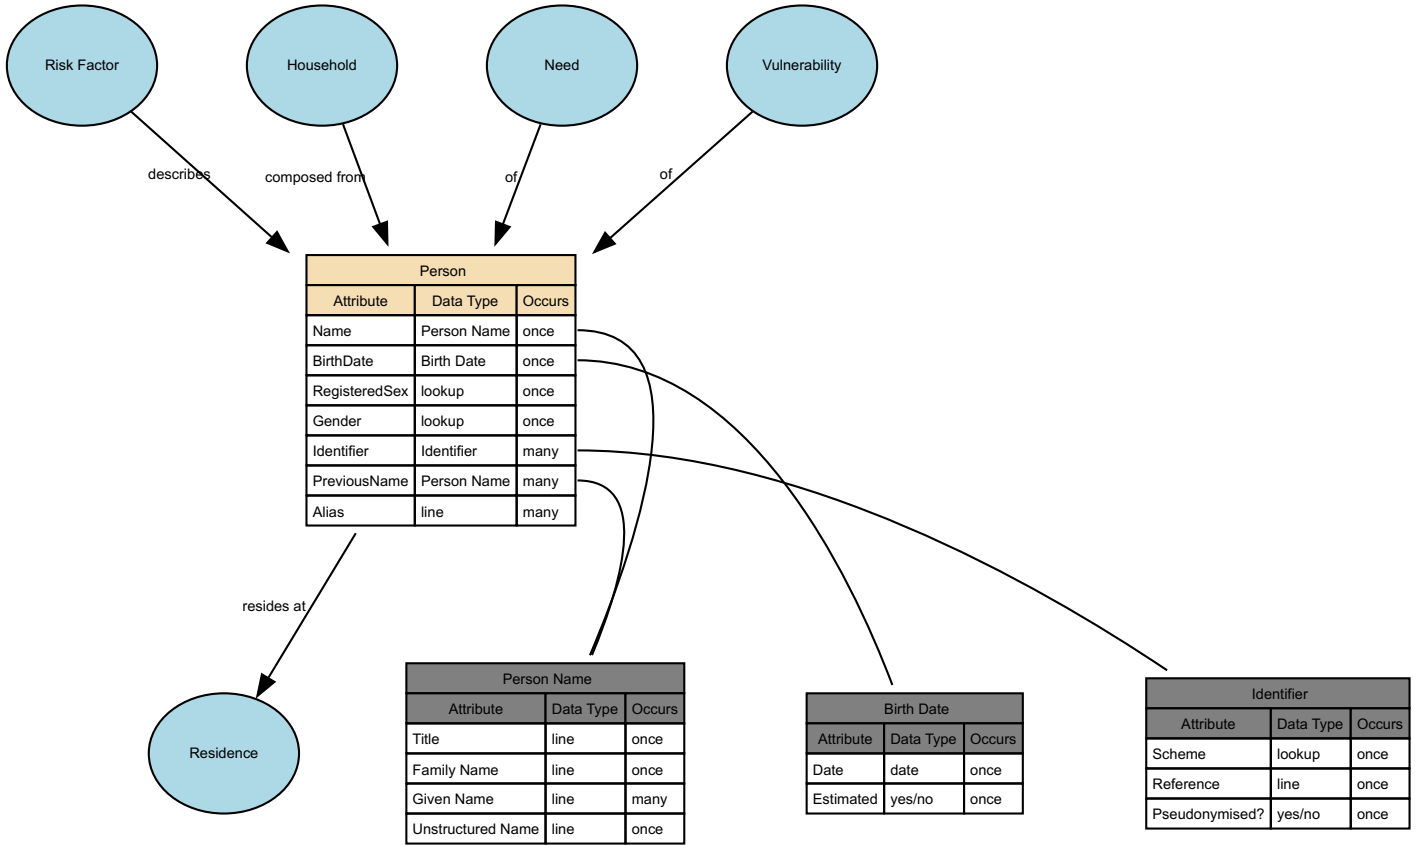 Risk Factor
Household
Need
Vulnerability
describes
composed from
of
of
Person
Attribute Data Type Occurs
Name Person Name once
BirthDate Birth Date once
RegisteredSex lookup once
Gender lookup once
Identifier Identifier many
PreviousName Person Name many
Alias line many
resides at
Residence
Person Name
Attribute Data Type Occurs
Title line once
Family Name line once
Given Name line many
Unstructured Name line once
Birth Date
Attribute Data Type Occurs
Date date once
Estimated yes/no once
Identifier
Attribute Data Type Occurs
Scheme lookup once
Reference line once
Pseudonymised? yes/no once